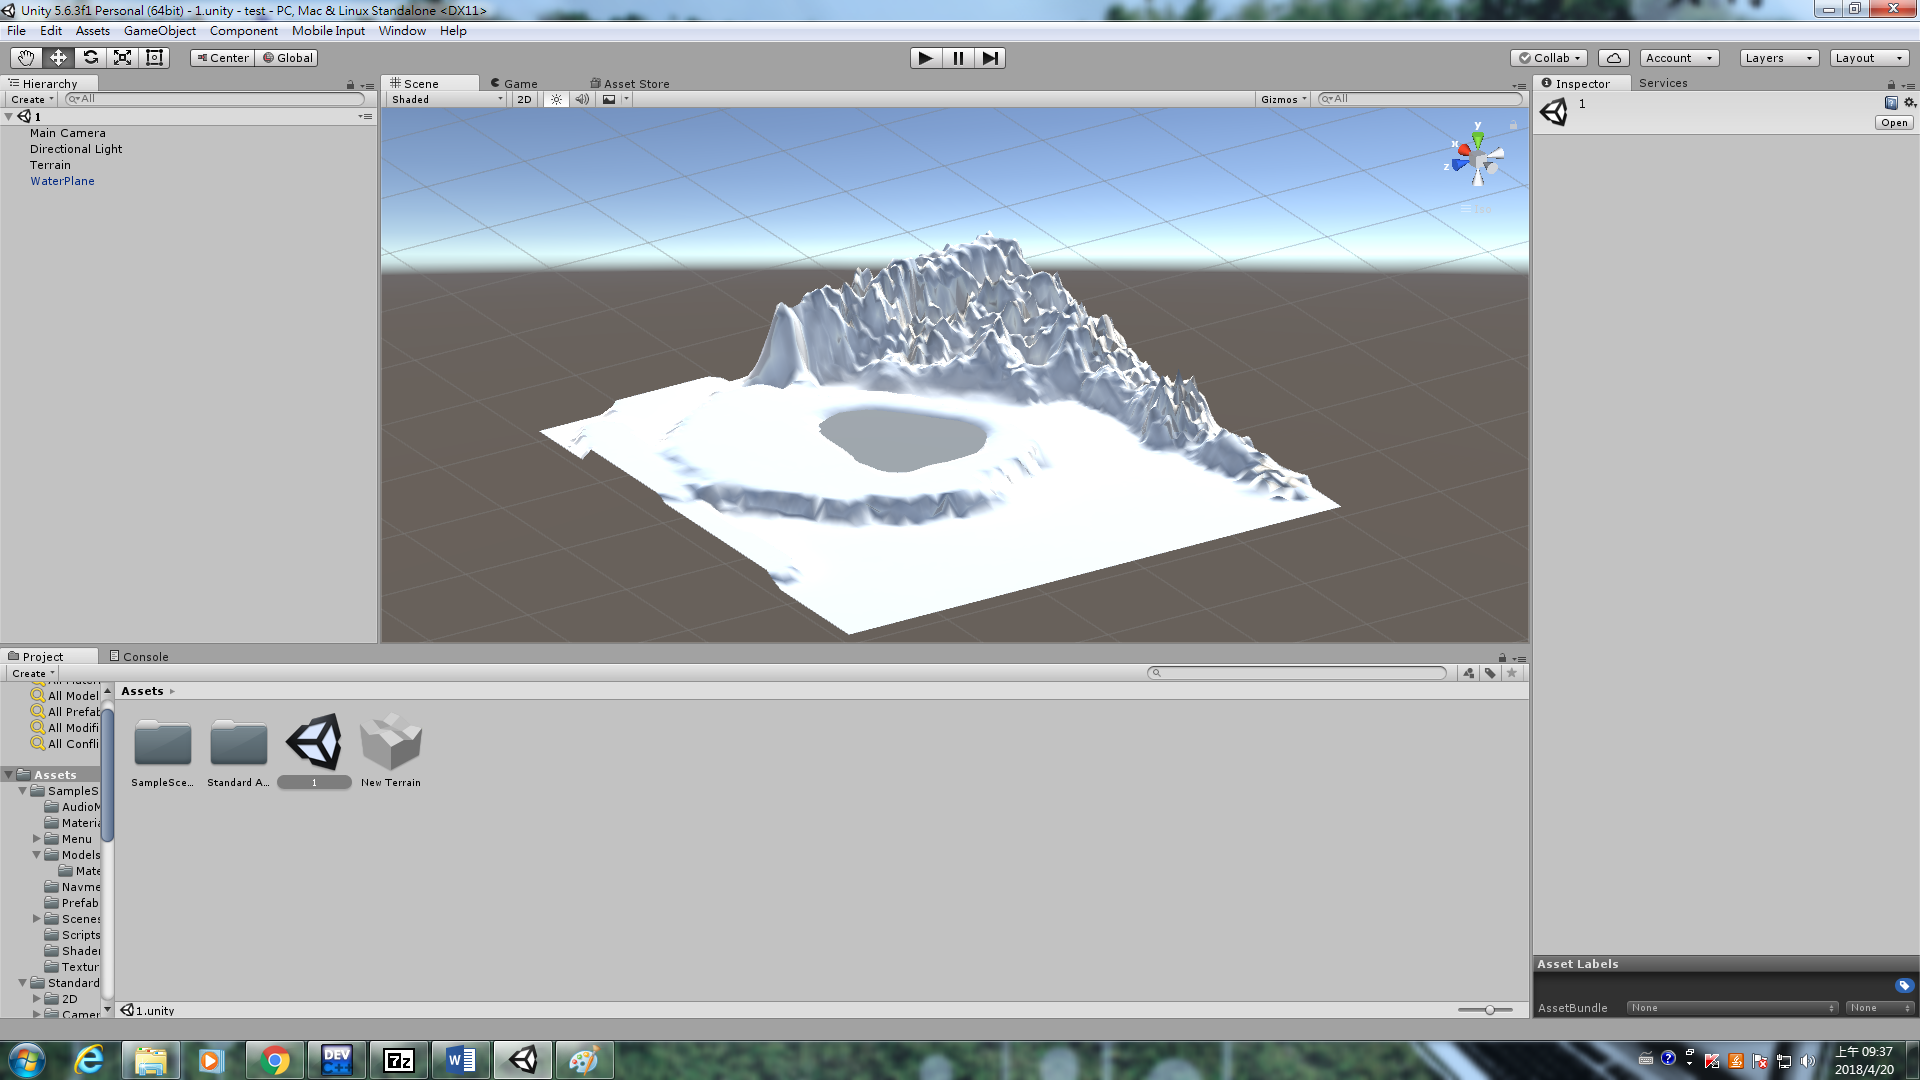 Unity 5.6.3f1 Personal (64bit) - 1.unity - test - PC, Mac & Linux Standalone <DX11>
File Edit Assets GameObject Component Mobile Input Window Help
Center Global Collab Account Layers Layout
Hierarchy
Create All
1
Main Camera
Directional Light
Terrain
WaterPlane
Scene Game Asset Store
Shaded 2D Gizmos All
y
x
z
Inspector Services
1
Open
Project Console
Create
All Model
All Prefab
All Modifi
All Confli
Assets
SampleS
AudioM
Materia
Menu
Models
Mate
Navme
Prefab
Scenes
Scripts
Shader
Textur
Standard
2D
Camer
Assets
SampleSce...
Standard A...
1
New Terrain
1.unity
Asset Labels
AssetBundle None None
DEV C++
7z
W
上午 09:37
2018/4/20